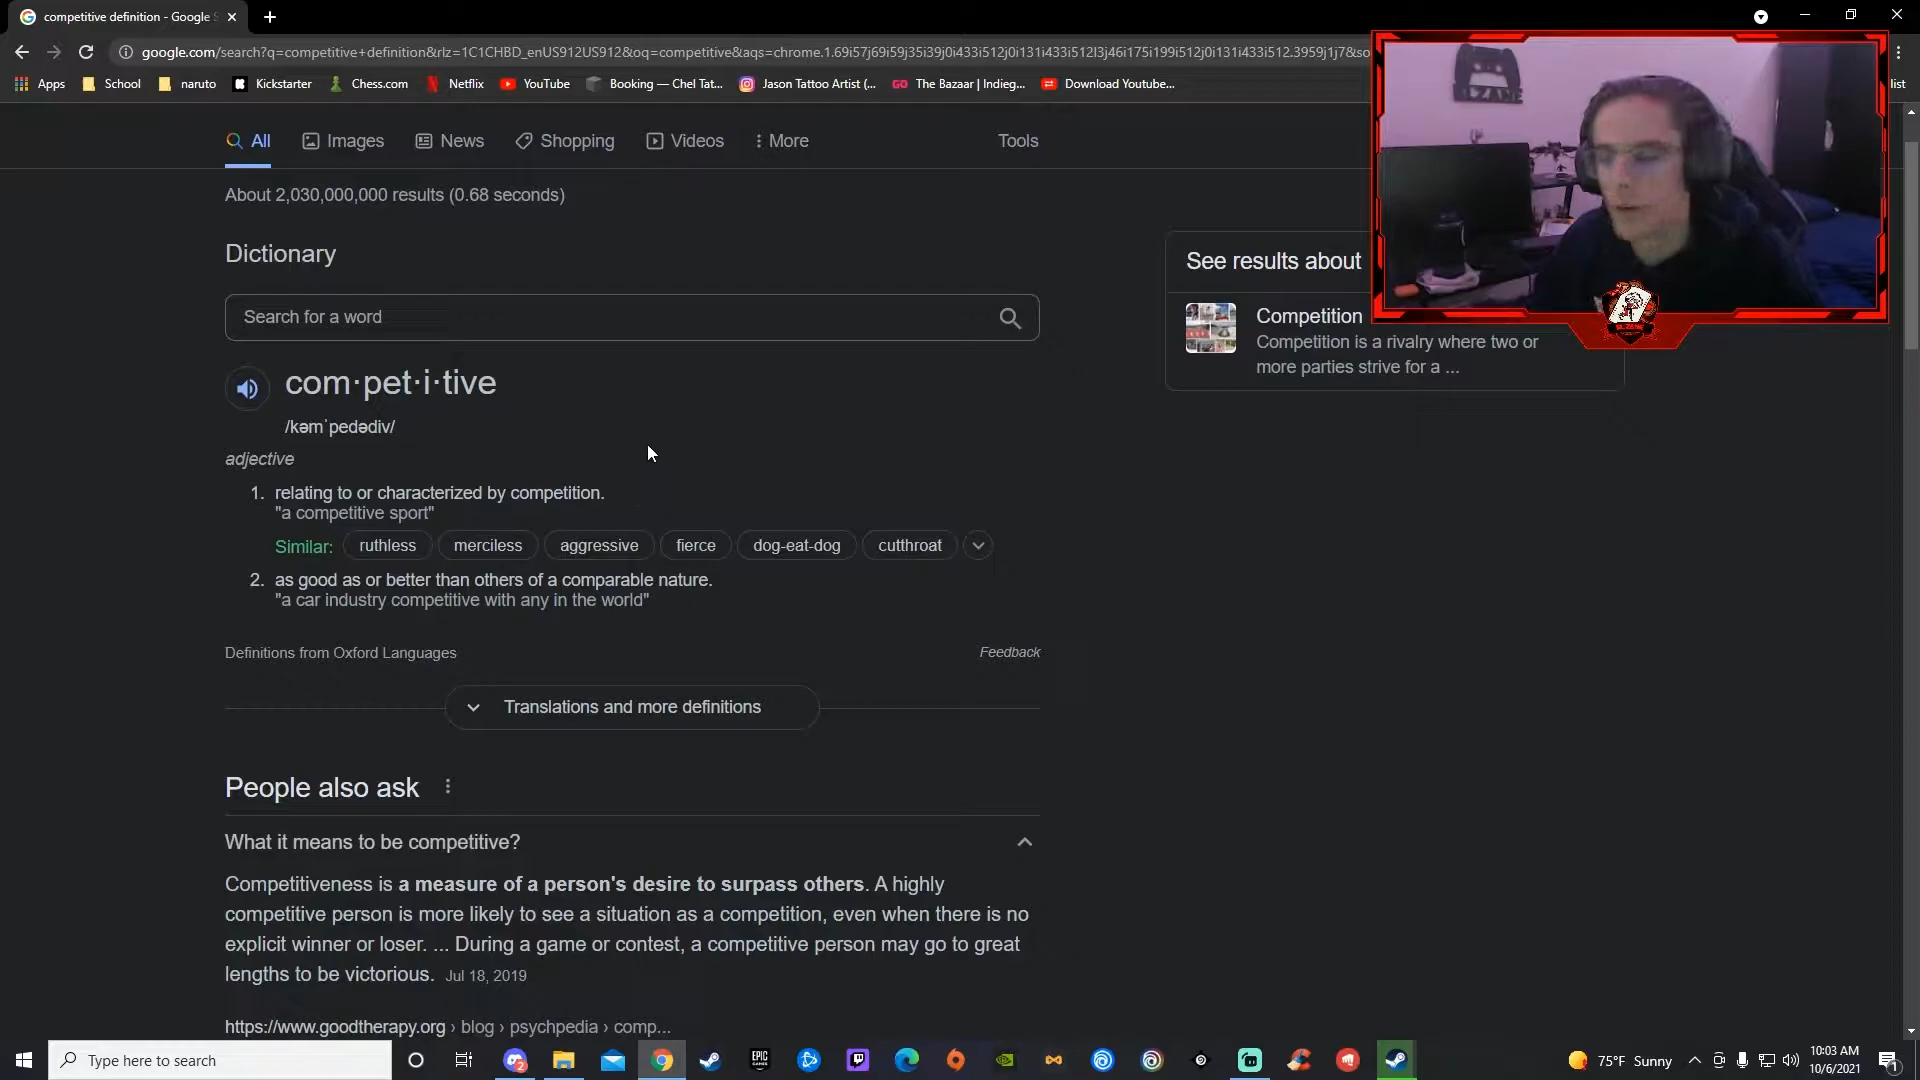 competitive definition - Google S
google.com/search?q=competitive+definition&rlz=1C1CHBD_enUS912US912&oq=competitive&aqs=chrome.1.69i57j69i59j35i39j0i433i512j0i131i433i512l3j46i175i199i512j0i131i433i512.3959j1j7&so
Apps School naruto Kickstarter Chess.com Netflix YouTube Booking — Chel Tat... Jason Tattoo Artist (... The Bazaar | Indieg... Download Youtube... list
All Images News Shopping Videos More Tools
About 2,030,000,000 results (0.68 seconds)
Dictionary
Search for a word
com·pet·i·tive
/kəmˈpedədiv/
adjective
1. relating to or characterized by competition.
"a competitive sport"
Similar: ruthless merciless aggressive fierce dog-eat-dog cutthroat
2. as good as or better than others of a comparable nature.
"a car industry competitive with any in the world"
Definitions from Oxford Languages Feedback
Translations and more definitions
People also ask
What it means to be competitive?
Competitiveness is a measure of a person's desire to surpass others. A highly
competitive person is more likely to see a situation as a competition, even when there is no
explicit winner or loser. ... During a game or contest, a competitive person may go to great
lengths to be victorious. Jul 18, 2019
https://www.goodtherapy.org › blog › psychpedia › comp...
See results about
Competition
Competition is a rivalry where two or
more parties strive for a ...
Type here to search
EPIC GAMES
75°F Sunny
10:03 AM
10/6/2021